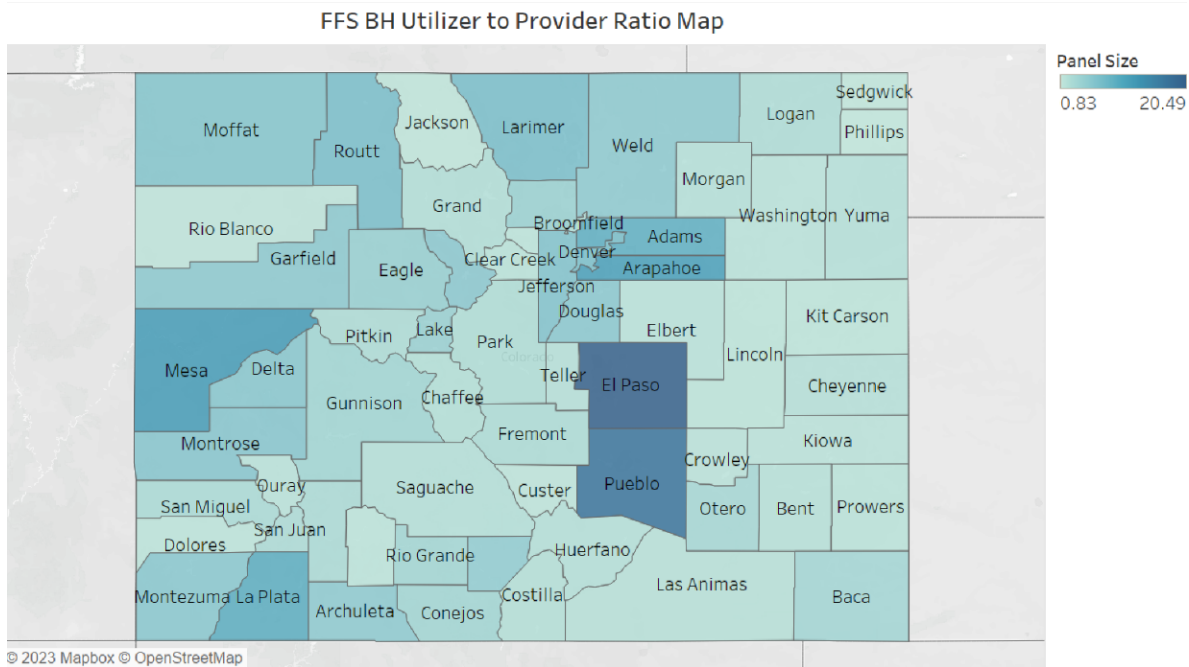 FFS BH Utilizer to Provider Ratio Map
Panel Size
0.83 20.49
Sedgwick
Logan
Jackson
Larimer
Moffat
Phillips
Weld
Routt
Morgan
Grand
Washington Yuma
Broomfield
Rio Blanco
Adams
Denver
Garfield
Clear Creek
Eagle
Arapahoe
Jefferson
Douglas
Kit Carson
Lake
Elbert
Pitkin
Park
Colorado
Lincoln
Mesa
Delta
Teller
El Paso
Cheyenne
Gunnison
Chaffee
Fremont
Montrose
Kiowa
Crowley
Ouray
Saguache
Custer
Pueblo
San Miguel
Otero
Bent
Prowers
San Juan
Dolores
Rio Grande
Huerfano
Las Animas
Montezuma La Plata
Costilla
Baca
Archuleta
Conejos
© 2023 Mapbox © OpenStreetMap